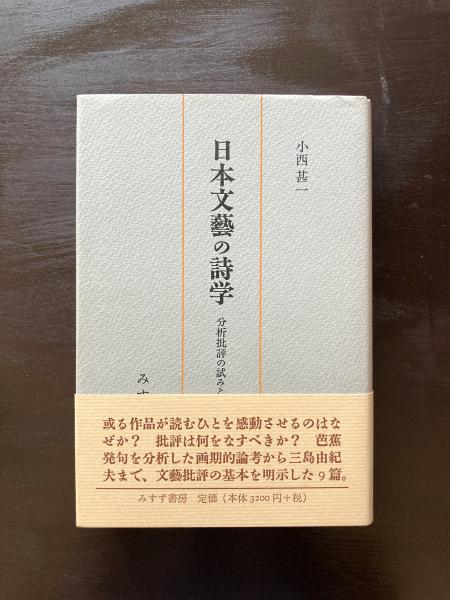 小西甚一
日本文藝の詩学
分析批評の試みと
みす
或る作品が読むひとを感動させるのはな
ぜか？　批評は何をなすべきか？　芭蕉
発句を分析した画期的論考から三島由紀
夫まで、文藝批評の基本を明示した9篇。
みすず書房　定価（本体3200円＋税）